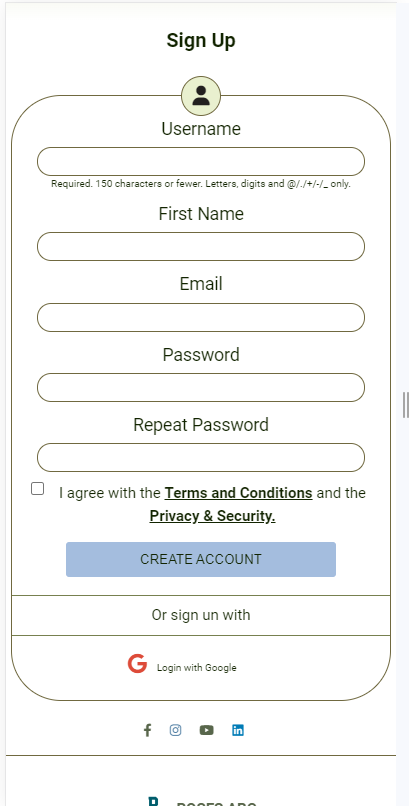 Sign Up
Username
Required. 150 characters or fewer. Letters, digits and @/./+/-/_ only.
First Name
Email
Password
Repeat Password
I agree with the Terms and Conditions and the
Privacy & Security.
CREATE ACCOUNT
Or sign un with
Login with Google